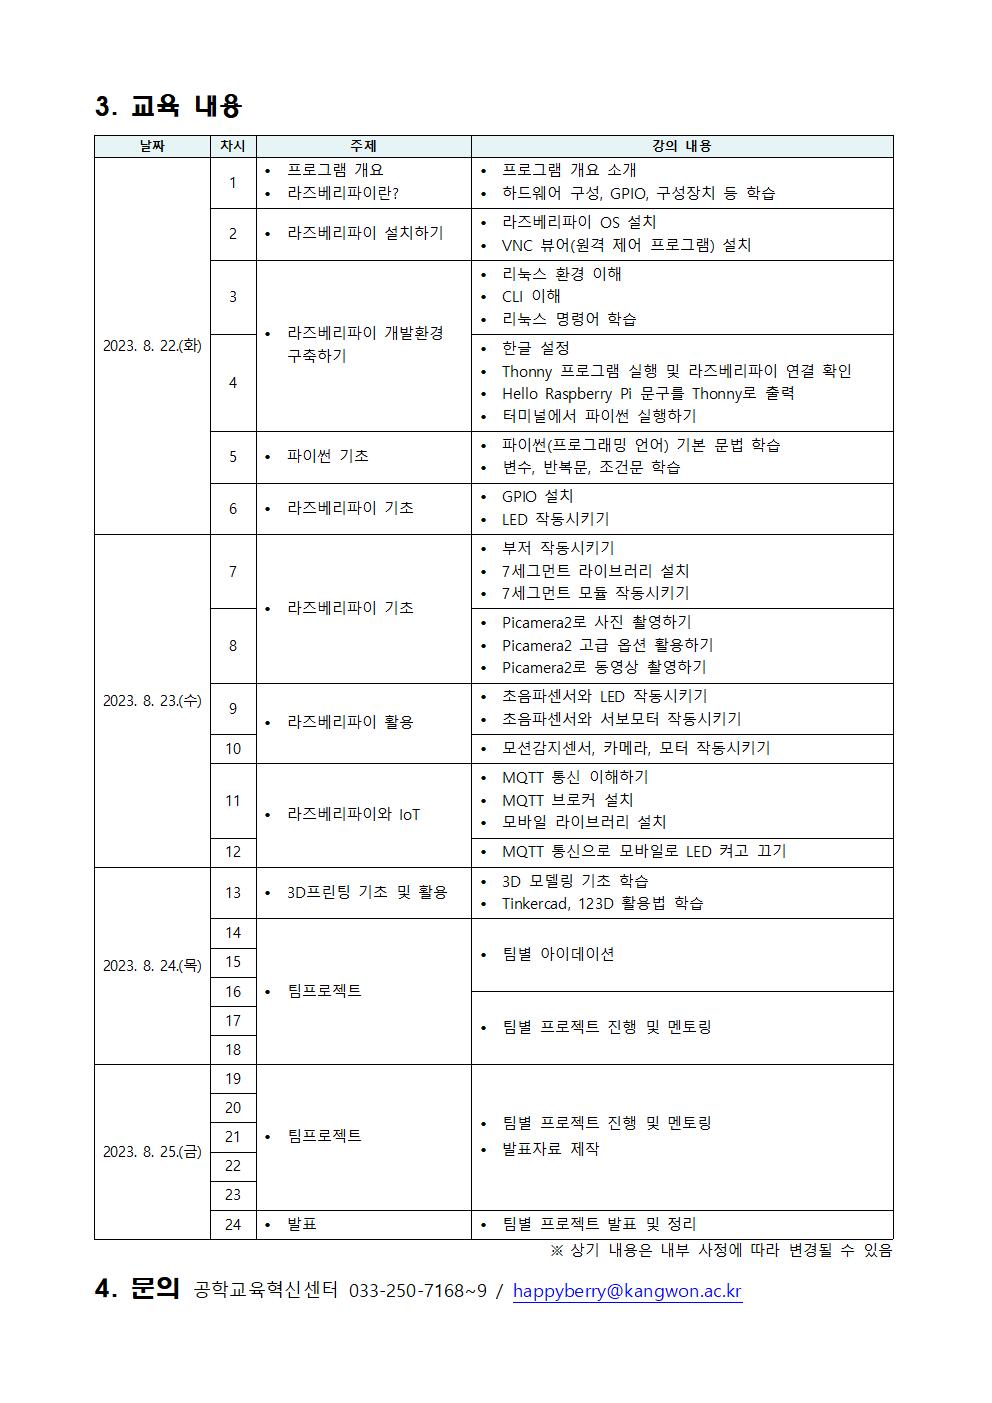 3. 교육 내용
날짜 차시 주제 강의 내용
2023. 8. 22.(화)
1
• 프로그램 개요
• 라즈베리파이란?
• 프로그램 개요 소개
• 하드웨어 구성, GPIO, 구성장치 등 학습
2
• 라즈베리파이 설치하기
• 라즈베리파이 OS 설치
• VNC 뷰어(원격 제어 프로그램) 설치
3
• 라즈베리파이 개발환경
구축하기
• 리눅스 환경 이해
• CLI 이해
• 리눅스 명령어 학습
4
• 한글 설정
• Thonny 프로그램 실행 및 라즈베리파이 연결 확인
• Hello Raspberry Pi 문구를 Thonny로 출력
• 터미널에서 파이썬 실행하기
5
• 파이썬 기초
• 파이썬(프로그래밍 언어) 기본 문법 학습
• 변수, 반복문, 조건문 학습
6
• 라즈베리파이 기초
• GPIO 설치
• LED 작동시키기
2023. 8. 23.(수)
7
• 라즈베리파이 기초
• 부저 작동시키기
• 7세그먼트 라이브러리 설치
• 7세그먼트 모듈 작동시키기
8
• Picamera2로 사진 촬영하기
• Picamera2 고급 옵션 활용하기
• Picamera2로 동영상 촬영하기
9
• 라즈베리파이 활용
• 초음파센서와 LED 작동시키기
• 초음파센서와 서보모터 작동시키기
10
• 모션감지센서, 카메라, 모터 작동시키기
11
• 라즈베리파이와 IoT
• MQTT 통신 이해하기
• MQTT 브로커 설치
• 모바일 라이브러리 설치
12
• MQTT 통신으로 모바일로 LED 켜고 끄기
2023. 8. 24.(목)
13
• 3D프린팅 기초 및 활용
• 3D 모델링 기초 학습
• Tinkercad, 123D 활용법 학습
14
15
16
17
18
• 팀프로젝트
• 팀별 아이데이션
• 팀별 프로젝트 진행 및 멘토링
2023. 8. 25.(금)
19
20
21
22
23
• 팀프로젝트
• 팀별 프로젝트 진행 및 멘토링
• 발표자료 제작
24
• 발표
• 팀별 프로젝트 발표 및 정리
※ 상기 내용은 내부 사정에 따라 변경될 수 있음
4. 문의 공학교육혁신센터 033-250-7168~9 / happyberry@kangwon.ac.kr